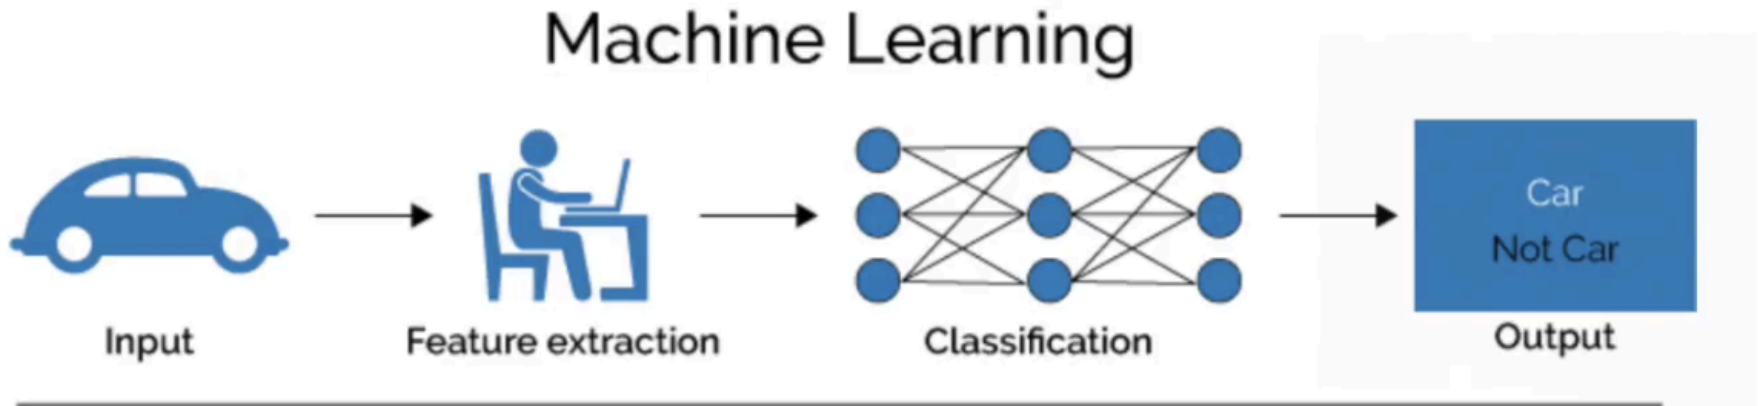 Machine Learning
Car
Not Car
Input
Feature extraction
Classification
Output